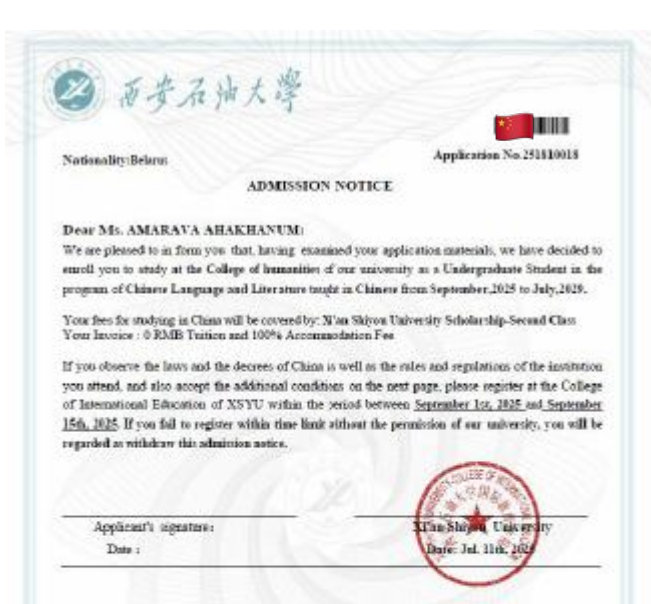 西安石油大學
Nationality:Belarus
Application No.251810018
ADMISSION NOTICE
Dear Ms. AMARAVA AHAKHANUM:
We are pleased to in form you that, having examined your application materials, we have decided to
enroll you to study at the College of humanities of our university as a Undergraduate Student in the
program of Chinese Language and Literature taught in Chinese from September,2025 to July,2029.
Your fees for studying in China will be covered by: Xi'an Shiyou University Scholarship-Second Class
Your Invoice : 0 RMB Tuition and 100% Accommodation Fee
If you observe the laws and the decrees of China is well as the rules and regulations of the institution
you attend, and also accept the additional conditions on the next page, please register at the College
of International Education of XSYU within the period between September 1st, 2025 and September
15th, 2025. If you fail to register within time limit without the permission of our university, you will be
regarded as withdraw this admission notice.
Applicant's signature:
Xi'an Shiyou University
Date :
Date: Jul. 11th, 2025